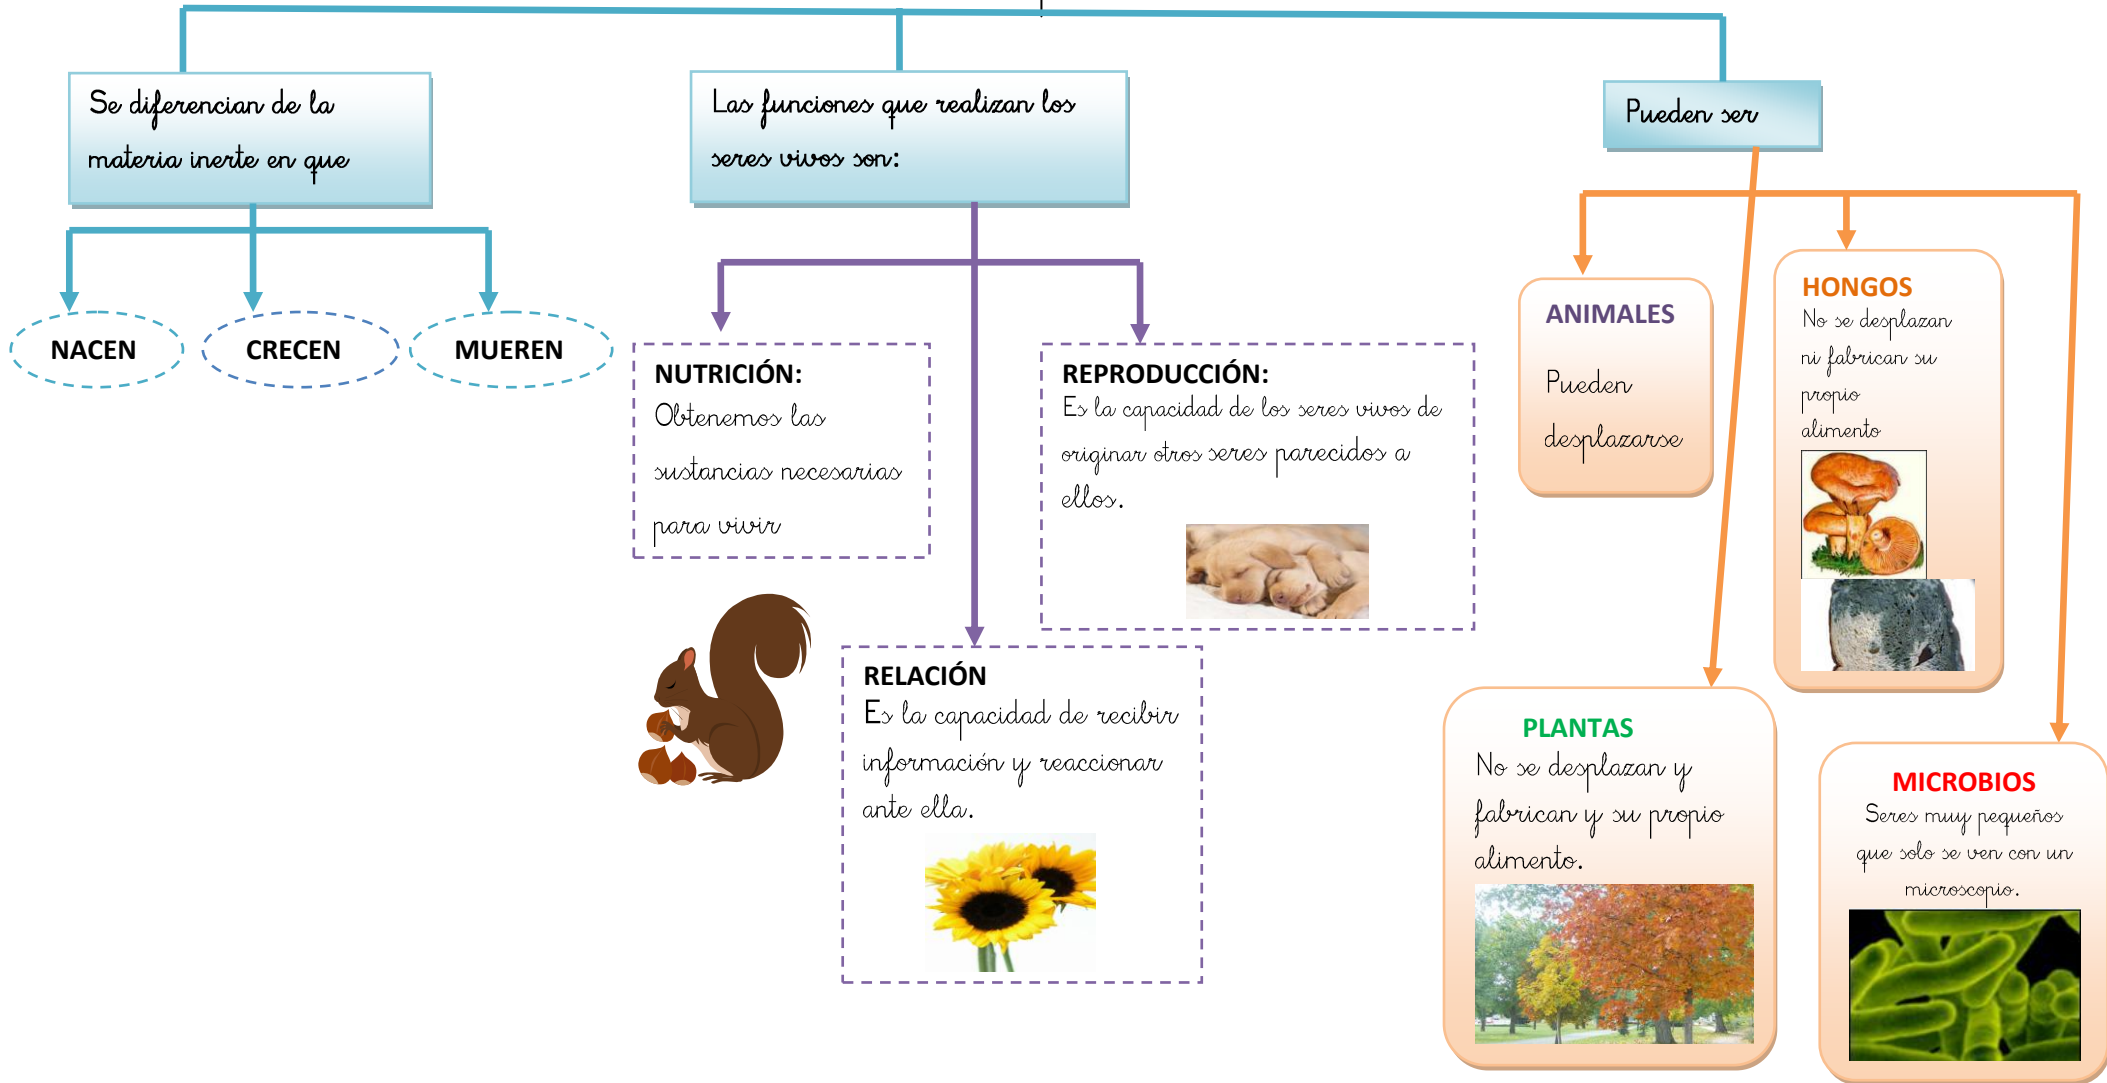 Se diferencian de la
materia inerte en que
NACEN
CRECEN
MUEREN
Las funciones que realizan los
seres vivos son:
NUTRICIÓN:
Obtenemos las
sustancias necesarias
para vivir
REPRODUCCIÓN:
Es la capacidad de los seres vivos de
originar otros seres parecidos a
ellos.
RELACIÓN
Es la capacidad de recibir
información y reaccionar
ante ella.
Pueden ser
ANIMALES
Pueden
desplazarse
HONGOS
No se desplazan
ni fabrican su
propio
alimento
PLANTAS
No se desplazan y
fabrican y su propio
alimento.
MICROBIOS
Seres muy pequeños
que solo se ven con un
microscopio.